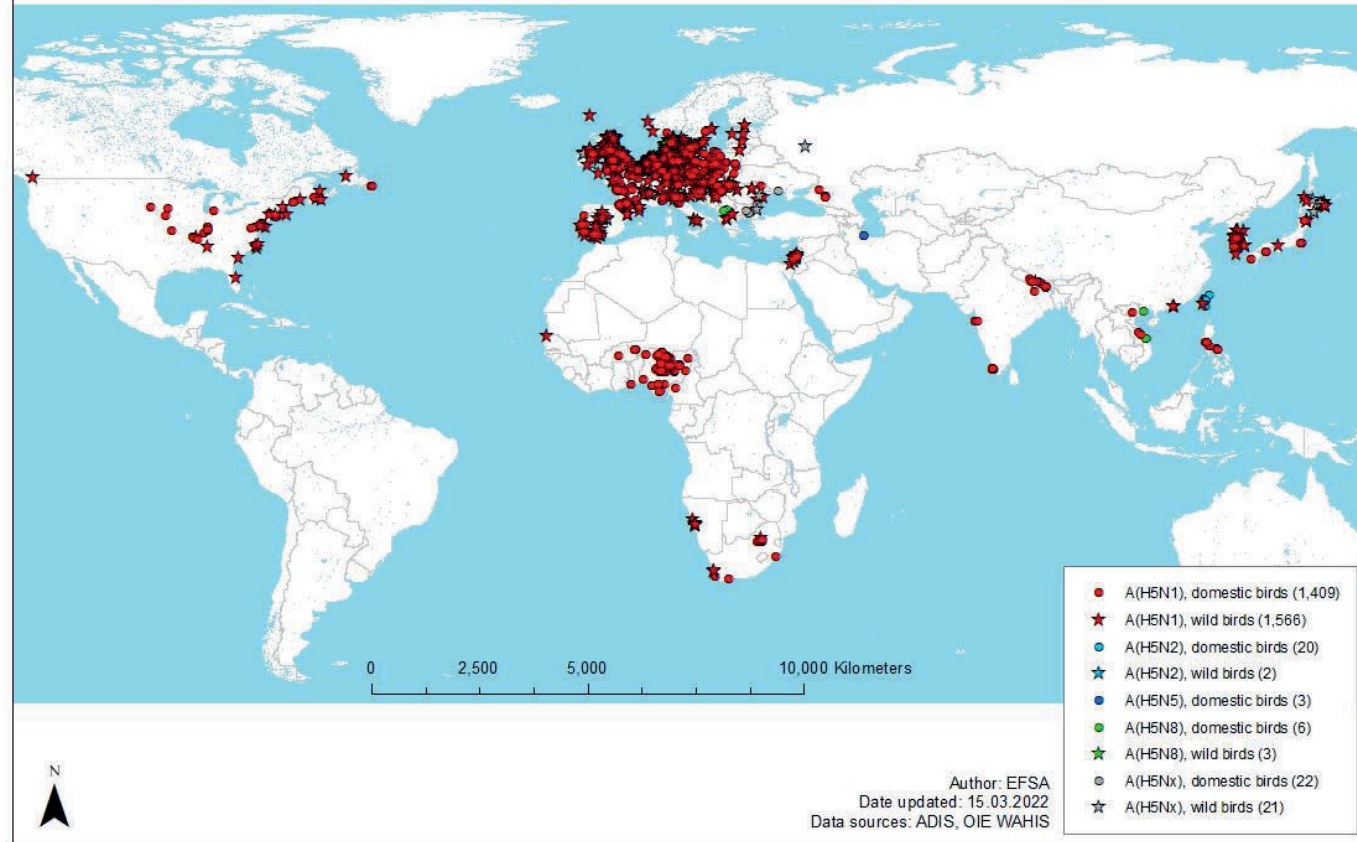 0 2,500 5,000 10,000 Kilometers
N
Author: EFSA
Date updated: 15.03.2022
Data sources: ADIS, OIE WAHIS
A(H5N1), domestic birds (1,409)
A(H5N1), wild birds (1,566)
A(H5N2), domestic birds (20)
A(H5N2), wild birds (2)
A(H5N5), domestic birds (3)
A(H5N8), domestic birds (6)
A(H5N8), wild birds (3)
A(H5Nx), domestic birds (22)
A(H5Nx), wild birds (21)